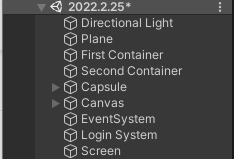 2022.2.25*
Directional Light
Plane
First Container
Second Container
Capsule
Canvas
EventSystem
Login System
Screen